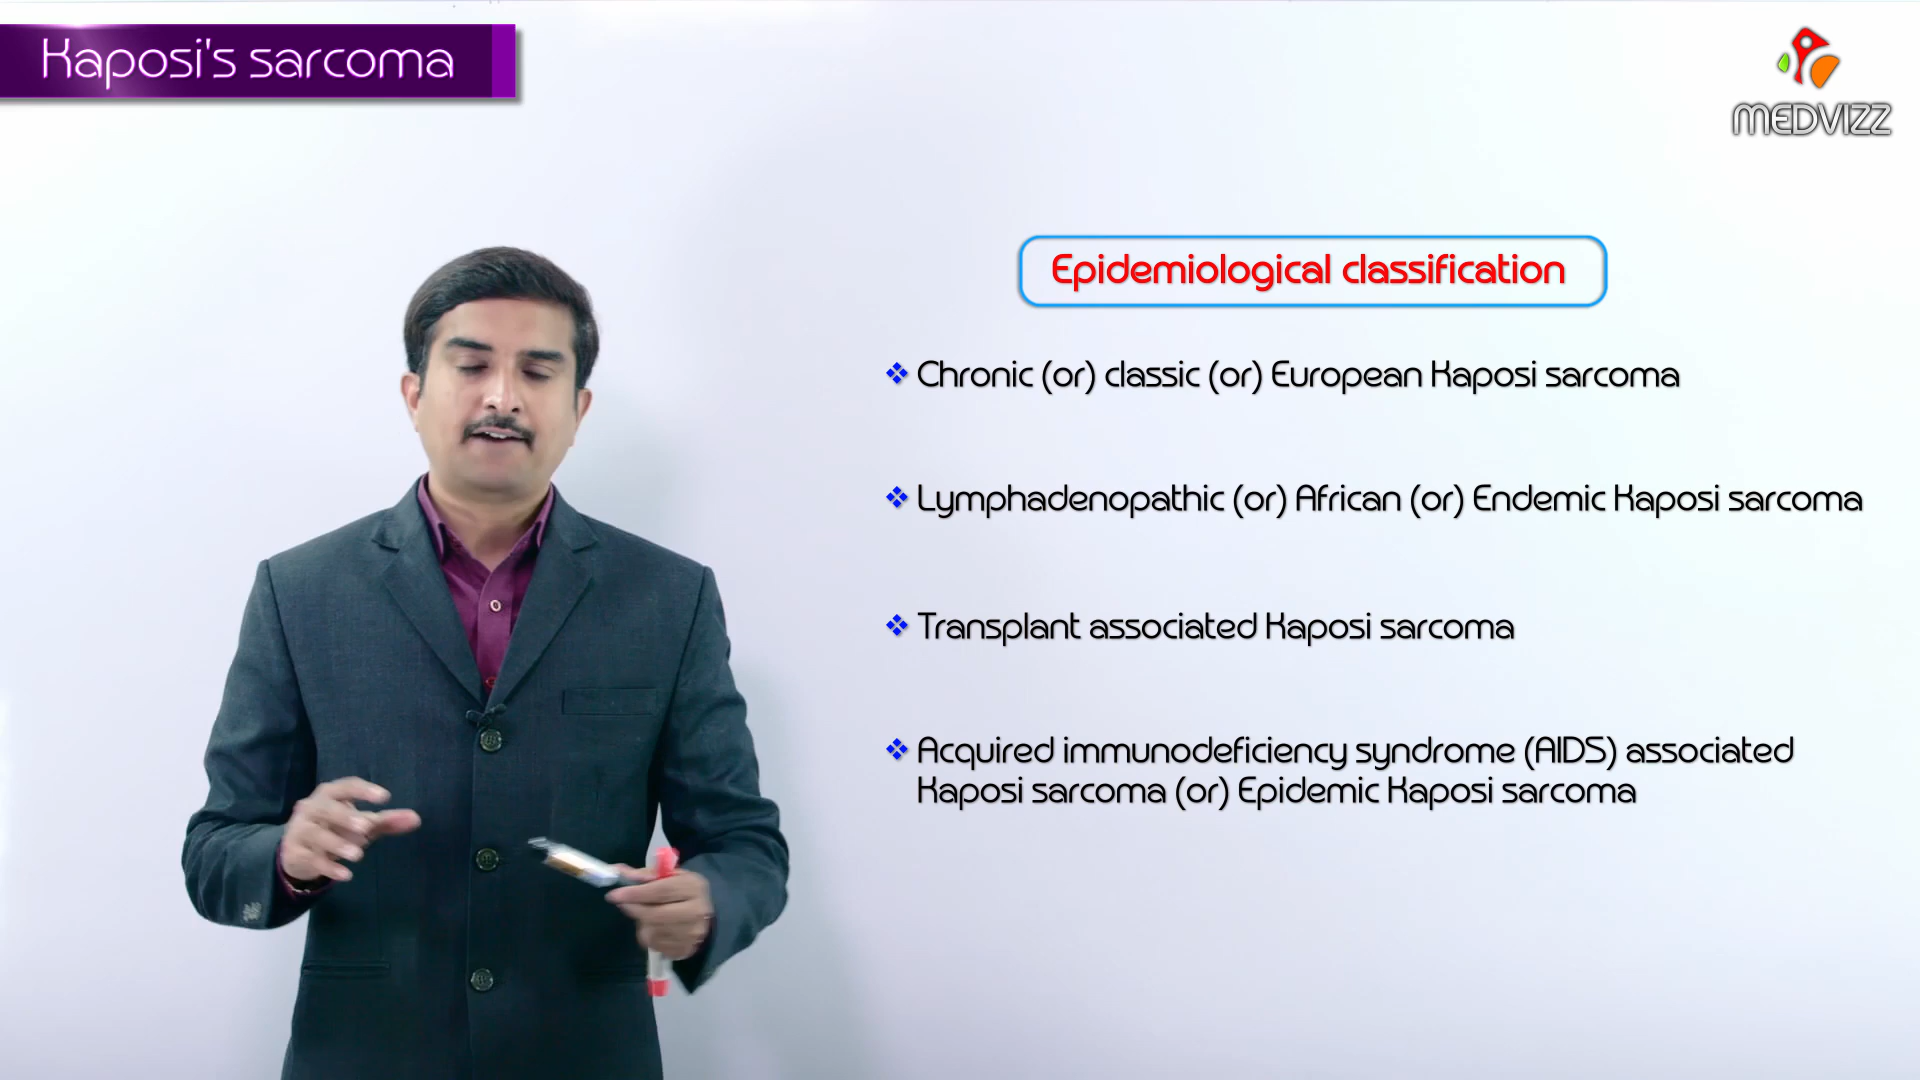 Kaposi's sarcoma
MEDVIZZ
Epidemiological classification
❖ Chronic (or) classic (or) European Kaposi sarcoma
❖ Lymphadenopathic (or) African (or) Endemic Kaposi sarcoma
❖ Transplant associated Kaposi sarcoma
❖ Acquired immunodeficiency syndrome (AIDS) associated
Kaposi sarcoma (or) Epidemic Kaposi sarcoma